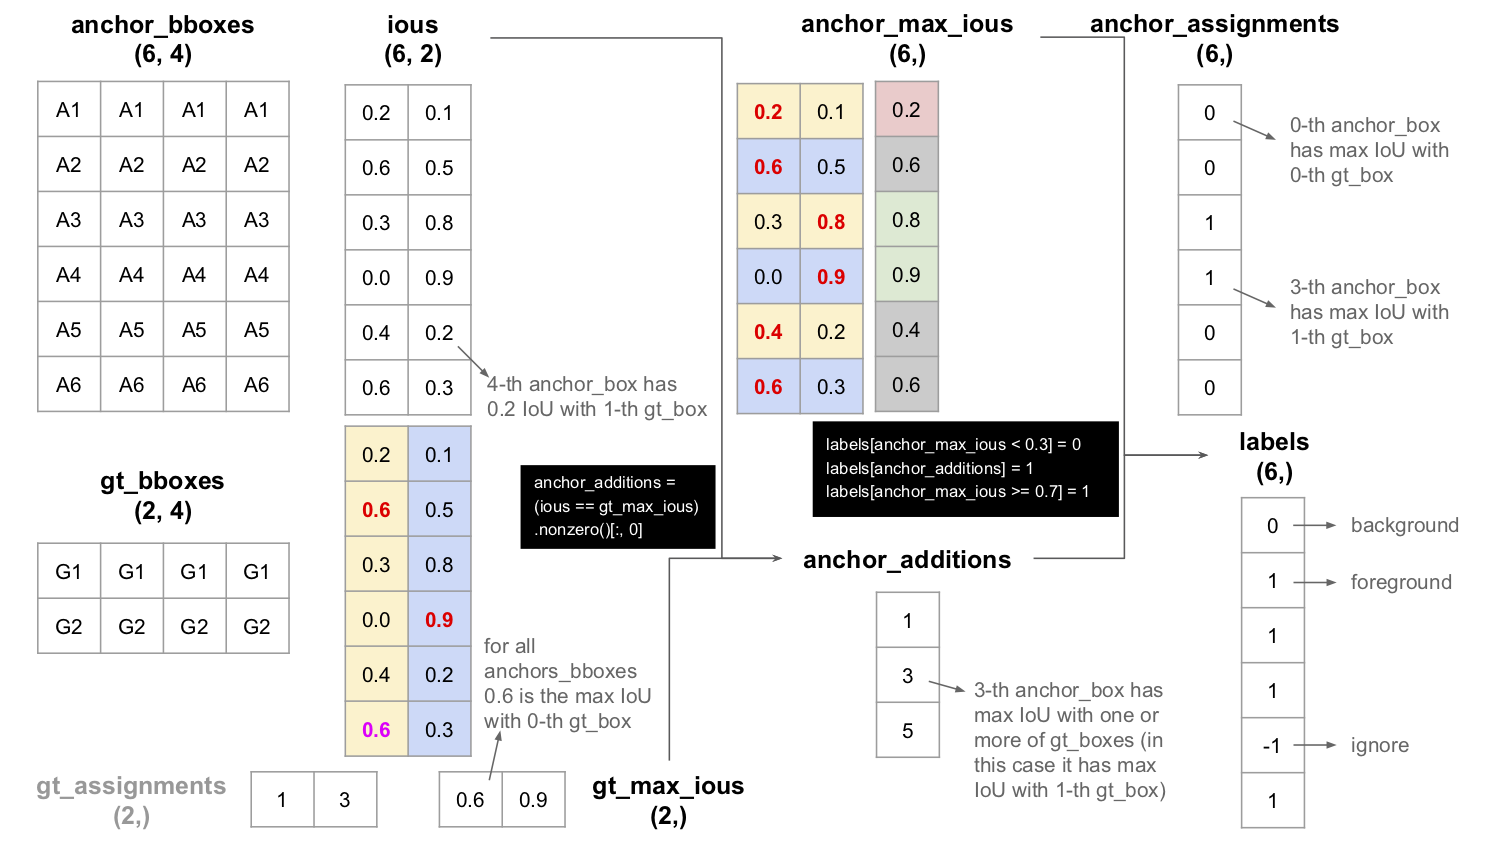 anchor_bboxes
(6, 4)
A1 A1 A1 A1
A2 A2 A2 A2
A3 A3 A3 A3
A4 A4 A4 A4
A5 A5 A5 A5
A6 A6 A6 A6
gt_bboxes
(2, 4)
G1 G1 G1 G1
G2 G2 G2 G2
ious
(6, 2)
0.2 0.1
0.6 0.5
0.3 0.8
0.0 0.9
0.4 0.2
0.6 0.3
4-th anchor_box has
0.2 IoU with 1-th gt_box
0.2 0.1
0.6 0.5
0.3 0.8
0.0 0.9
0.4 0.2
0.6 0.3
for all
anchors_bboxes
0.6 is the max IoU
with 0-th gt_box
gt_assignments
(2,)
1 3
0.6 0.9
gt_max_ious
(2,)
anchor_additions =
(ious == gt_max_ious)
.nonzero()[:, 0]
anchor_max_ious
(6,)
0.2 0.1 0.2
0.6 0.5 0.6
0.3 0.8 0.8
0.0 0.9 0.9
0.4 0.2 0.4
0.6 0.3 0.6
labels[anchor_max_ious < 0.3] = 0
labels[anchor_additions] = 1
labels[anchor_max_ious >= 0.7] = 1
anchor_additions
1
3
5
3-th anchor_box has
max IoU with one or
more of gt_boxes (in
this case it has max
IoU with 1-th gt_box)
anchor_assignments
(6,)
0
0
1
1
0
0
0-th anchor_box
has max IoU with
0-th gt_box
3-th anchor_box
has max IoU with
1-th gt_box
labels
(6,)
0
1
1
1
-1
1
background
foreground
ignore